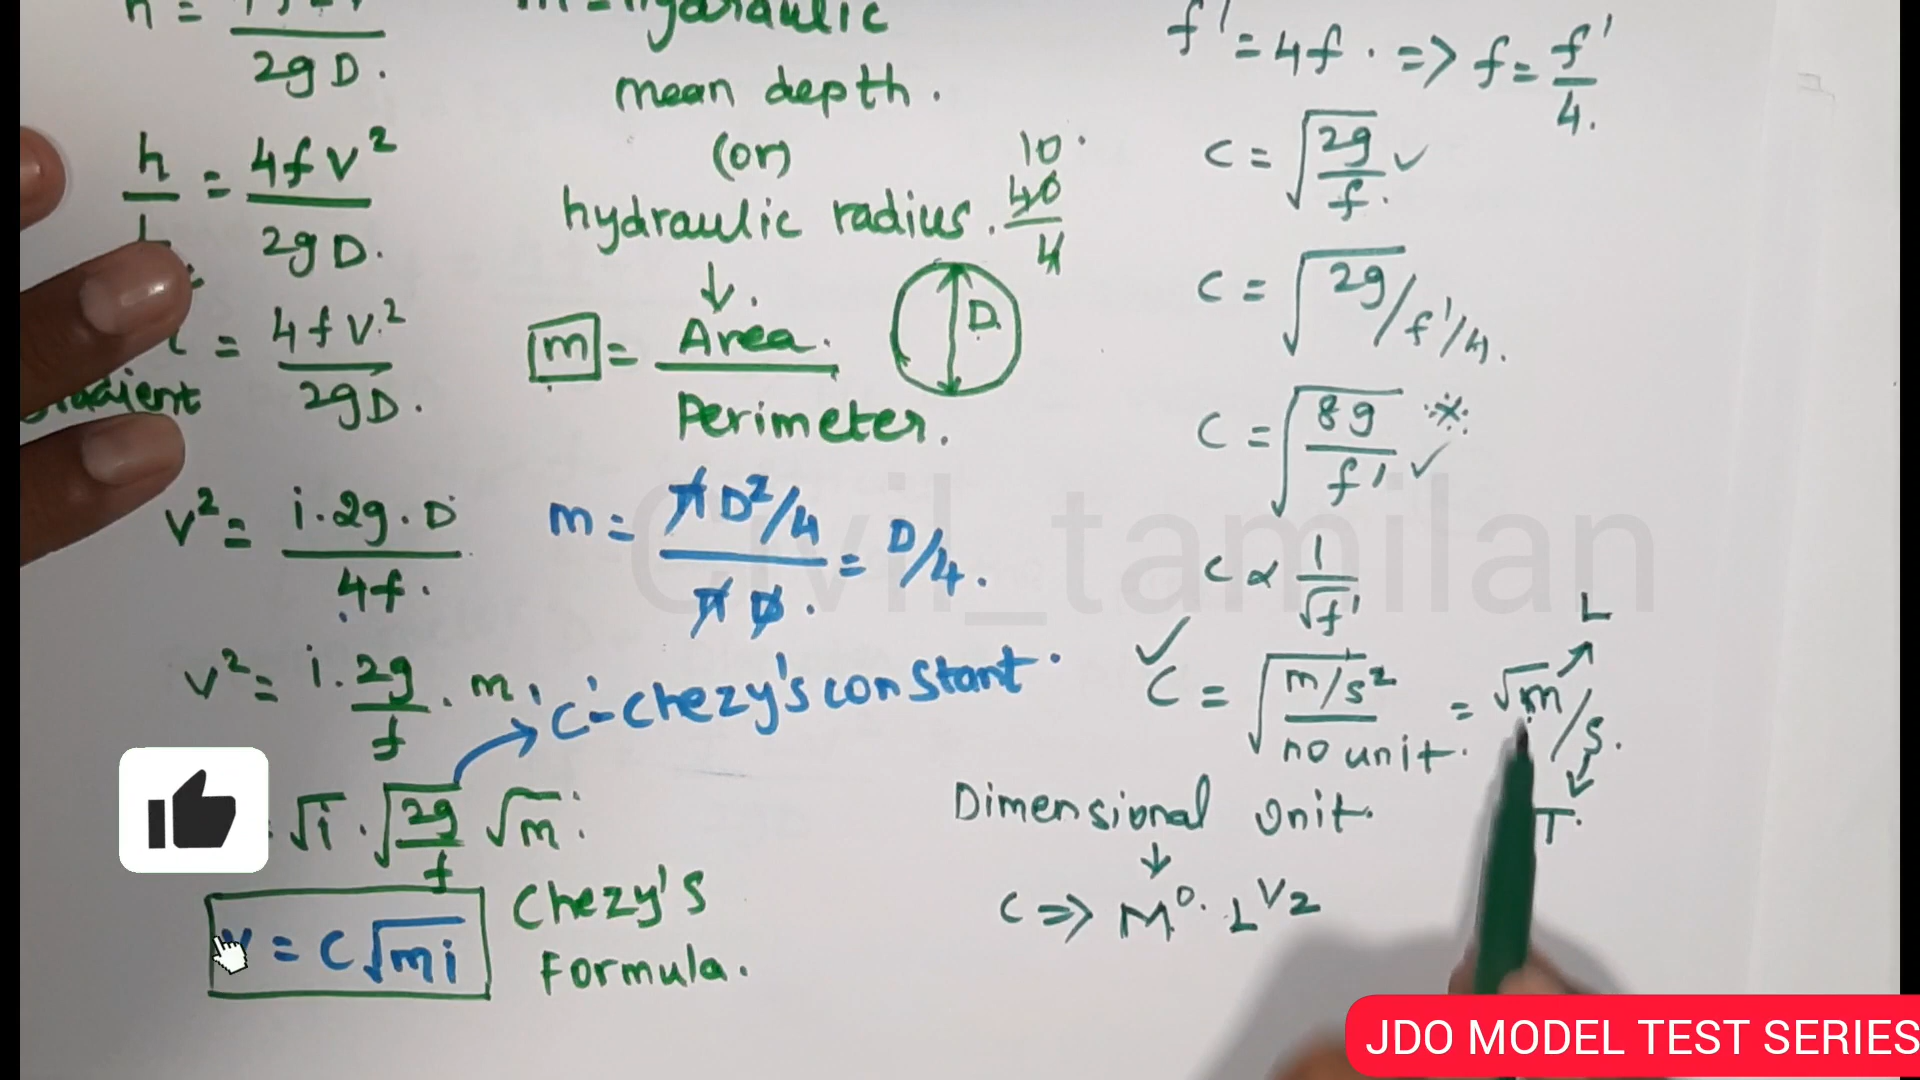 2gD.
h/L = 4fv²/2gD.
i = 4fv²/2gD.
v² = i.2g.D/4f.
v² = i.2g/f . m
√i . √2g/f √m
v = C√mi
Chezy's
Formula.
mean depth.
(or)
hydraulic radius.
10
40/4
↓
m = Area/Perimeter.
D
m = πD²/4/πD = D/4.
'C'-Chezy's constant
f' = 4f. => f = f'/4.
C = √2g/f. ✓
C = √2g/f'/4.
C = √8g/f' ✓
C ∝ 1/√f'
✓
C = √m/s²/no unit. = √m/s.
L
T.
Dimensional Unit.
↓
C => M⁰. L^1/2
Civil_tamilan
JDO MODEL TEST SERIES